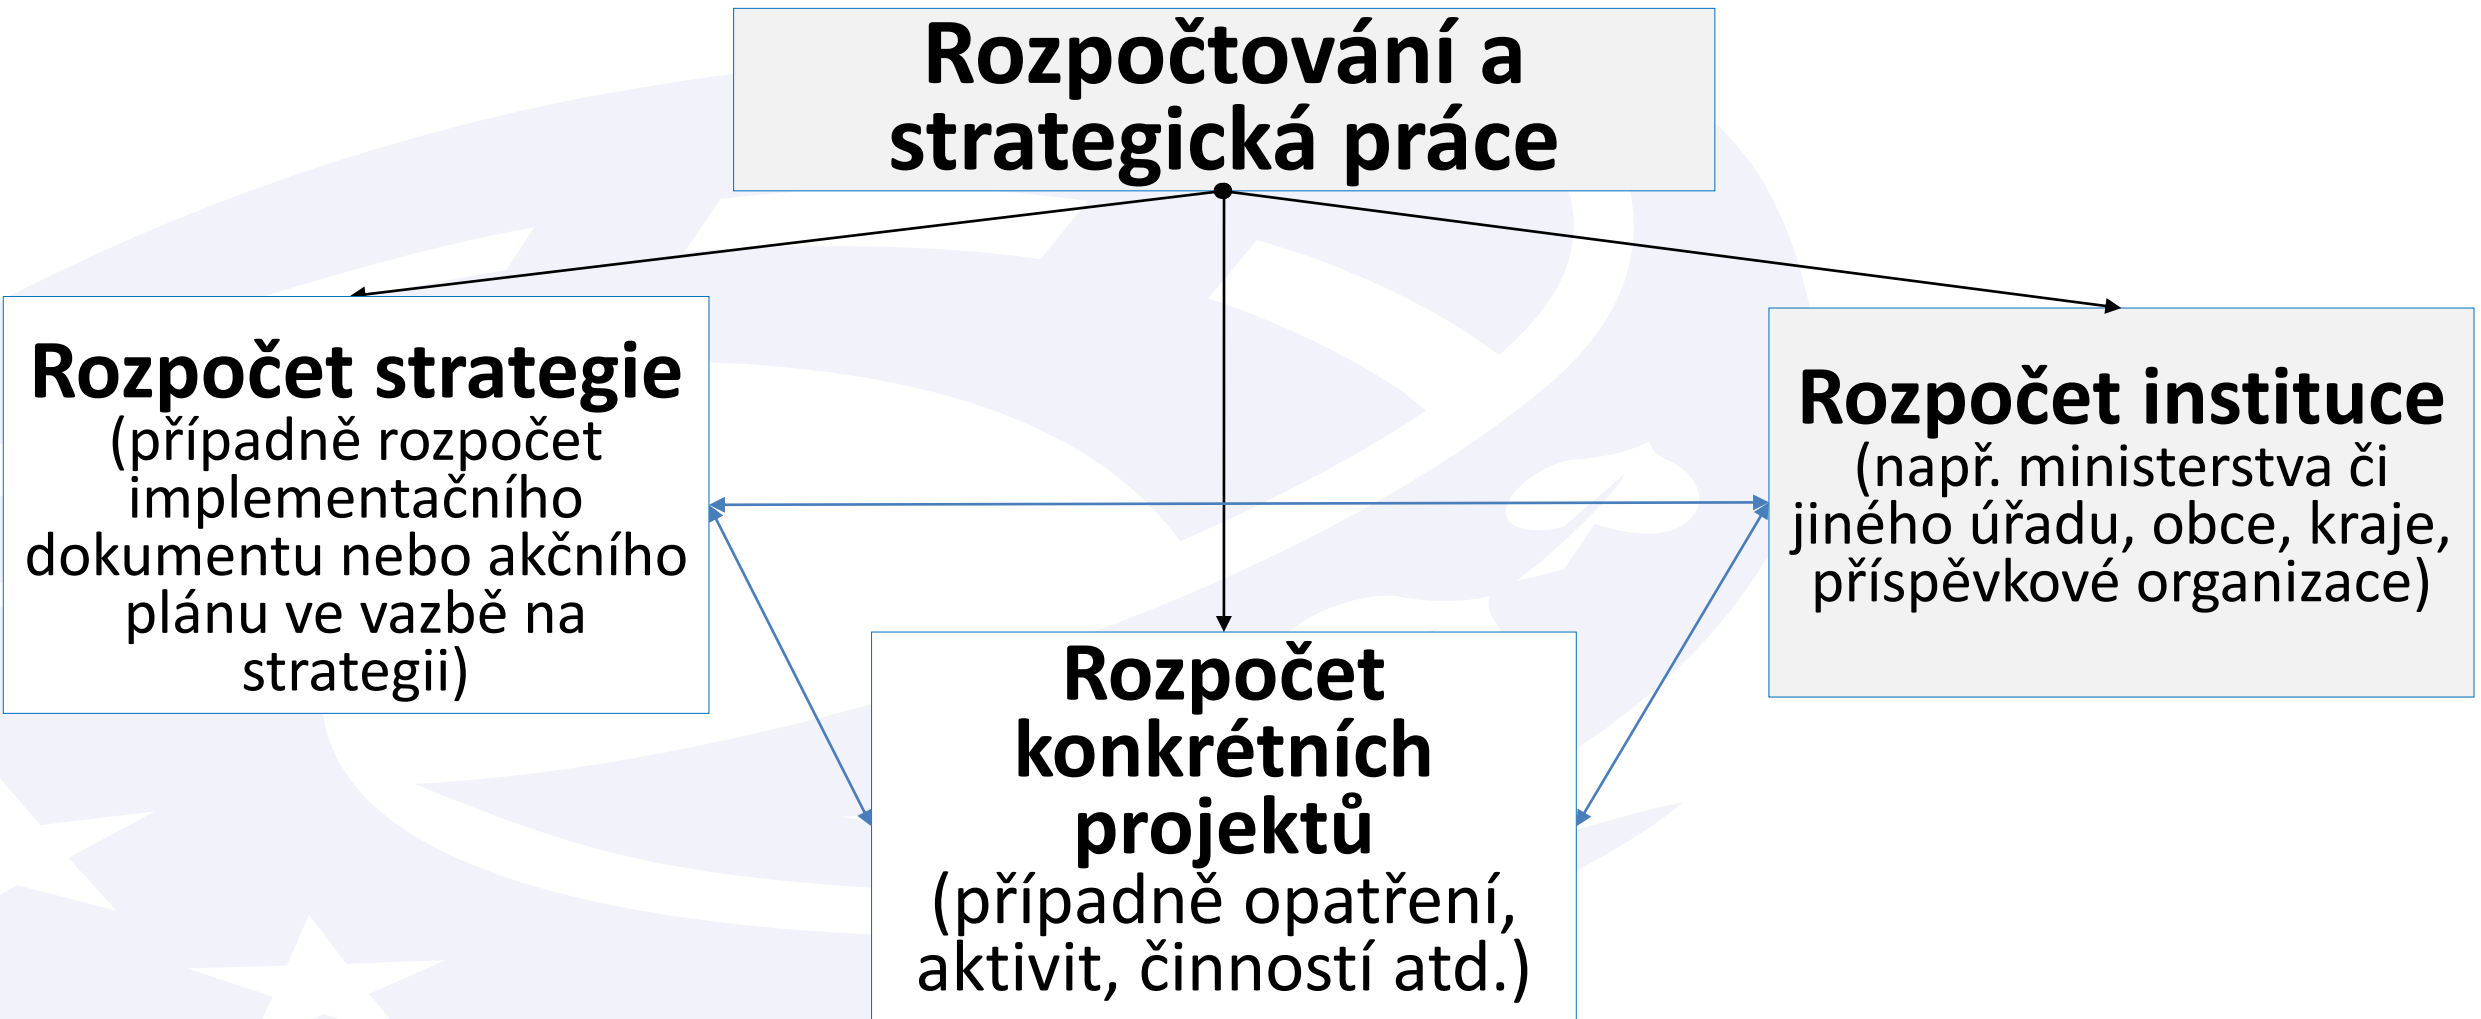 Rozpočtování a
strategická práce
Rozpočet strategie
(případně rozpočet
implementačního
dokumentu nebo akčního
plánu ve vazbě na
strategii)
Rozpočet instituce
(např. ministerstva či
jiného úřadu, obce, kraje,
příspěvkové organizace)
Rozpočet
konkrétních
projektů
(případně opatření,
aktivit, činností atd.)